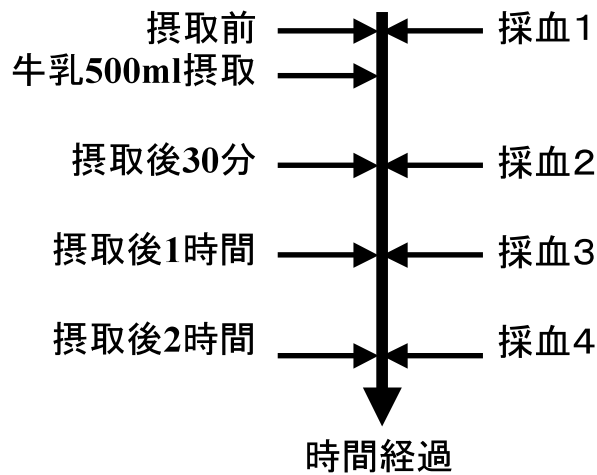 摂取前
採血1
牛乳500ml摂取
摂取後30分
採血2
摂取後1時間
採血3
摂取後2時間
採血4
時間経過